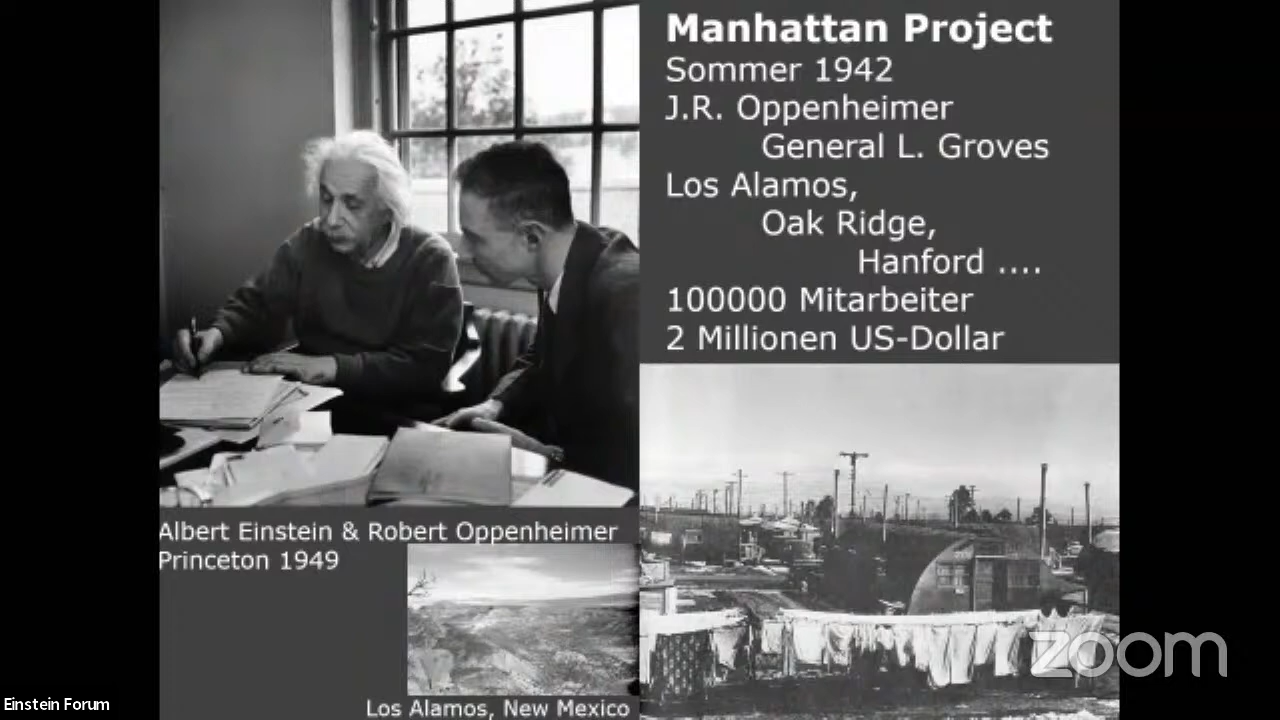 Manhattan Project
Sommer 1942
J.R. Oppenheimer
General L. Groves
Los Alamos,
Oak Ridge,
Hanford ....
100000 Mitarbeiter
2 Millionen US-Dollar
Albert Einstein & Robert Oppenheimer
Princeton 1949
Los Alamos, New Mexico
zoom
Einstein Forum